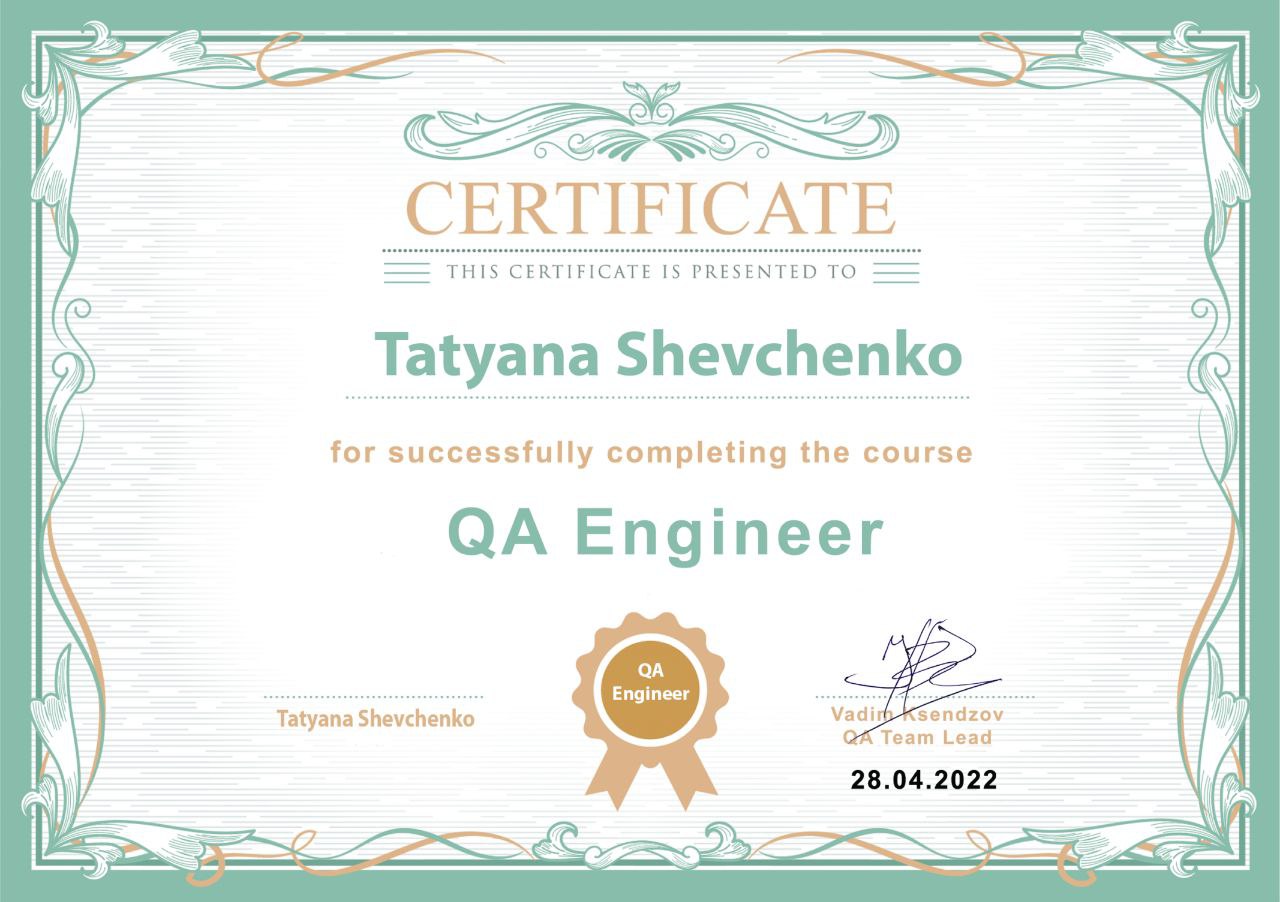 CERTIFICATE
THIS CERTIFICATE IS PRESENTED TO
Tatyana Shevchenko
for successfully completing the course
QA Engineer
QA
Engineer
Tatyana Shevchenko
Vadim Ksendzov
QA Team Lead
28.04.2022